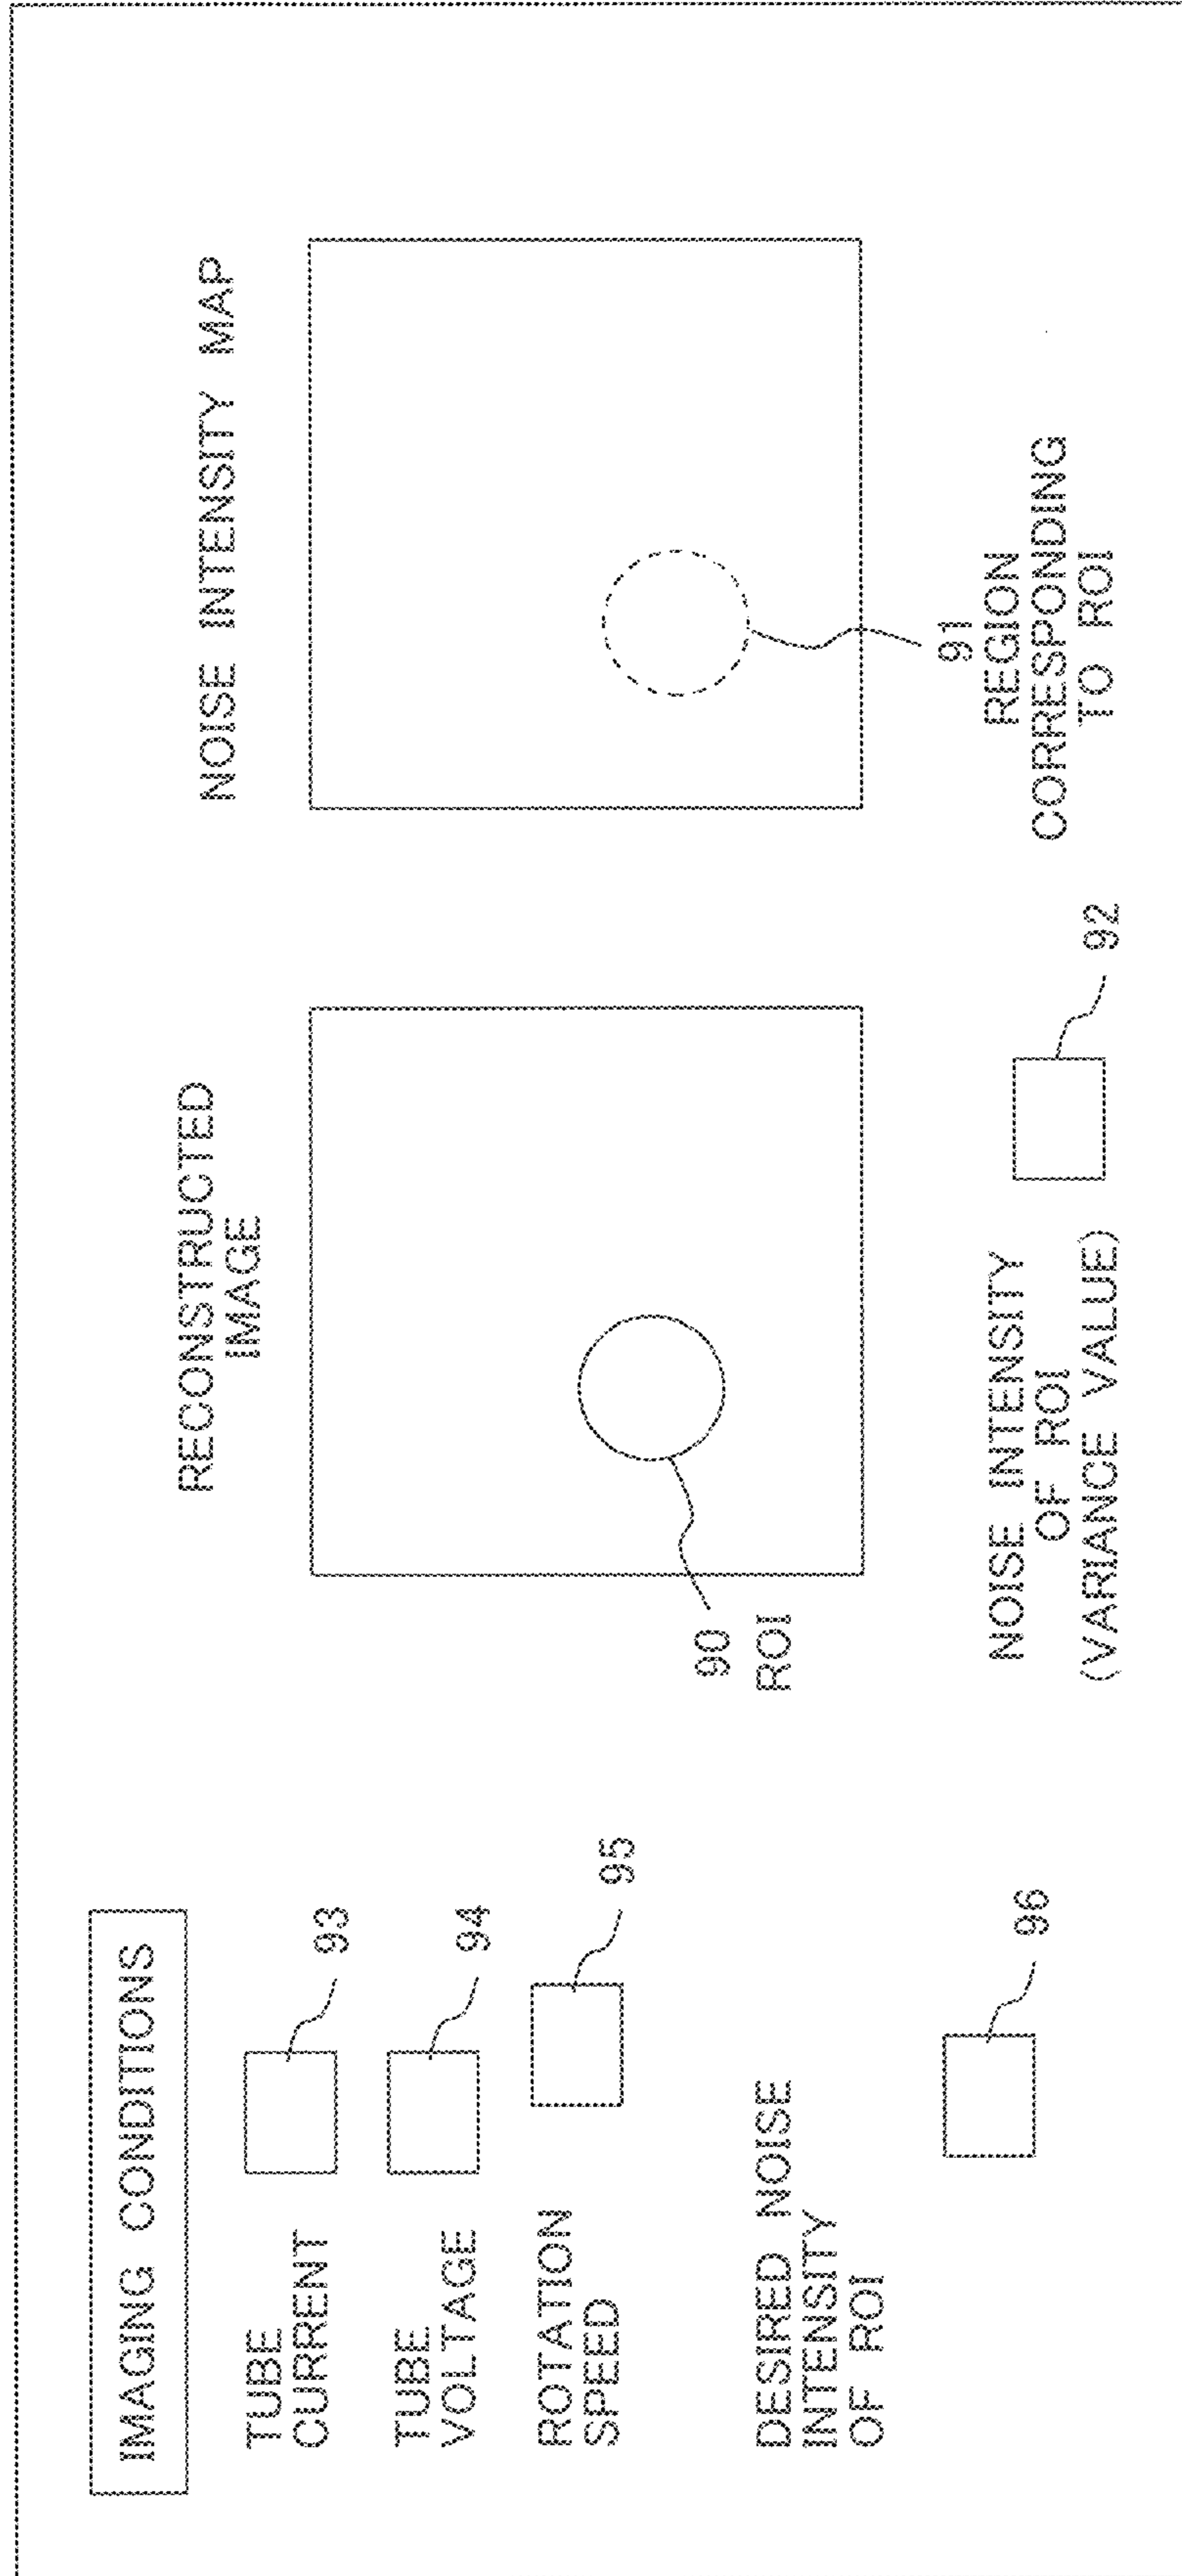 IMAGING CONDITIONS
TUBE
CURRENT
93
TUBE
VOLTAGE
94
ROTATION
SPEED
95
DESIRED NOISE
INTENSITY
OF ROI
96
RECONSTRUCTED
IMAGE
90
ROI
NOISE INTENSITY
OF ROI
(VARIANCE VALUE)
92
NOISE INTENSITY MAP
91
REGION
CORRESPONDING
TO ROI